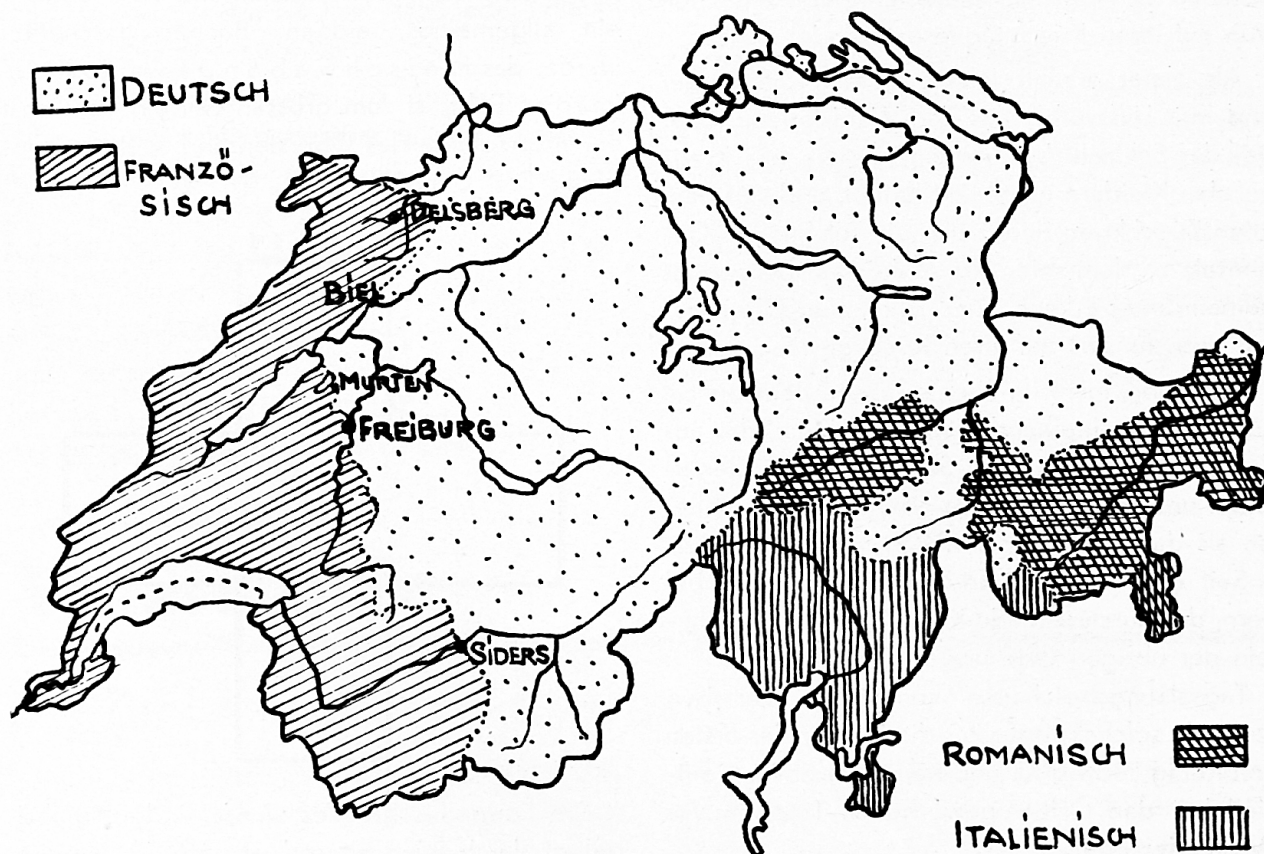 DEUTSCH
FRANZÖ-
SISCH
DELSBERG
BIEL
MURTEN
FREIBURG
SIDERS
ROMANISCH
ITALIENISCH